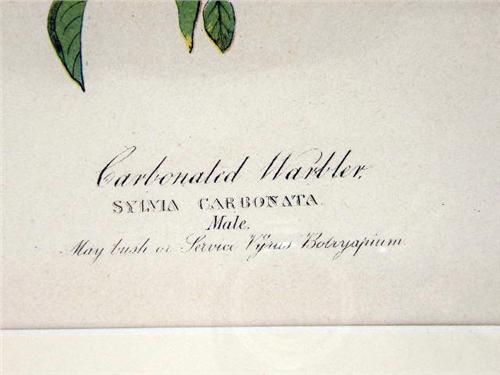 Carbonated Warbler.
SYLVIA CARBONATA.
Male.
May bush or Service Pyrus Botryapium.